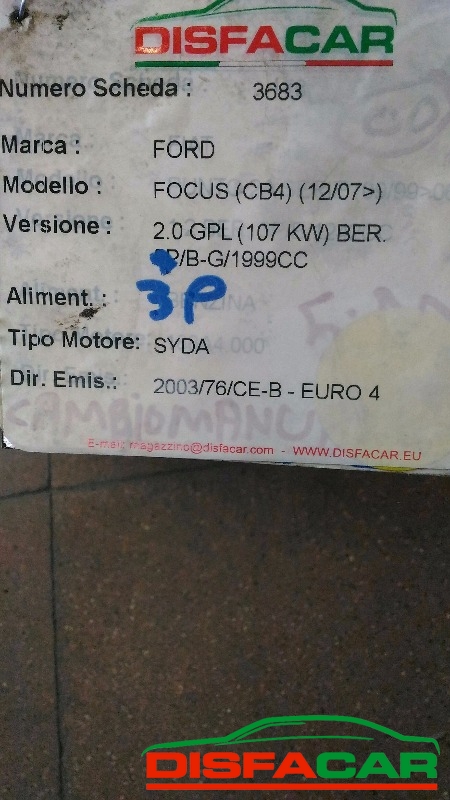 DISFACAR
Numero Scheda : 3683
Marca : FORD
Modello : FOCUS (CB4) (12/07>)
Versione : 2.0 GPL (107 KW) BER.
/B-G/1999CC
Aliment. : 3P
Tipo Motore: SYDA
Dir. Emis.: 2003/76/CE-B - EURO 4
CAMBIOMANU
E-mail: magazzino@disfacar.com - WWW.DISFACAR.EU
DISFACAR